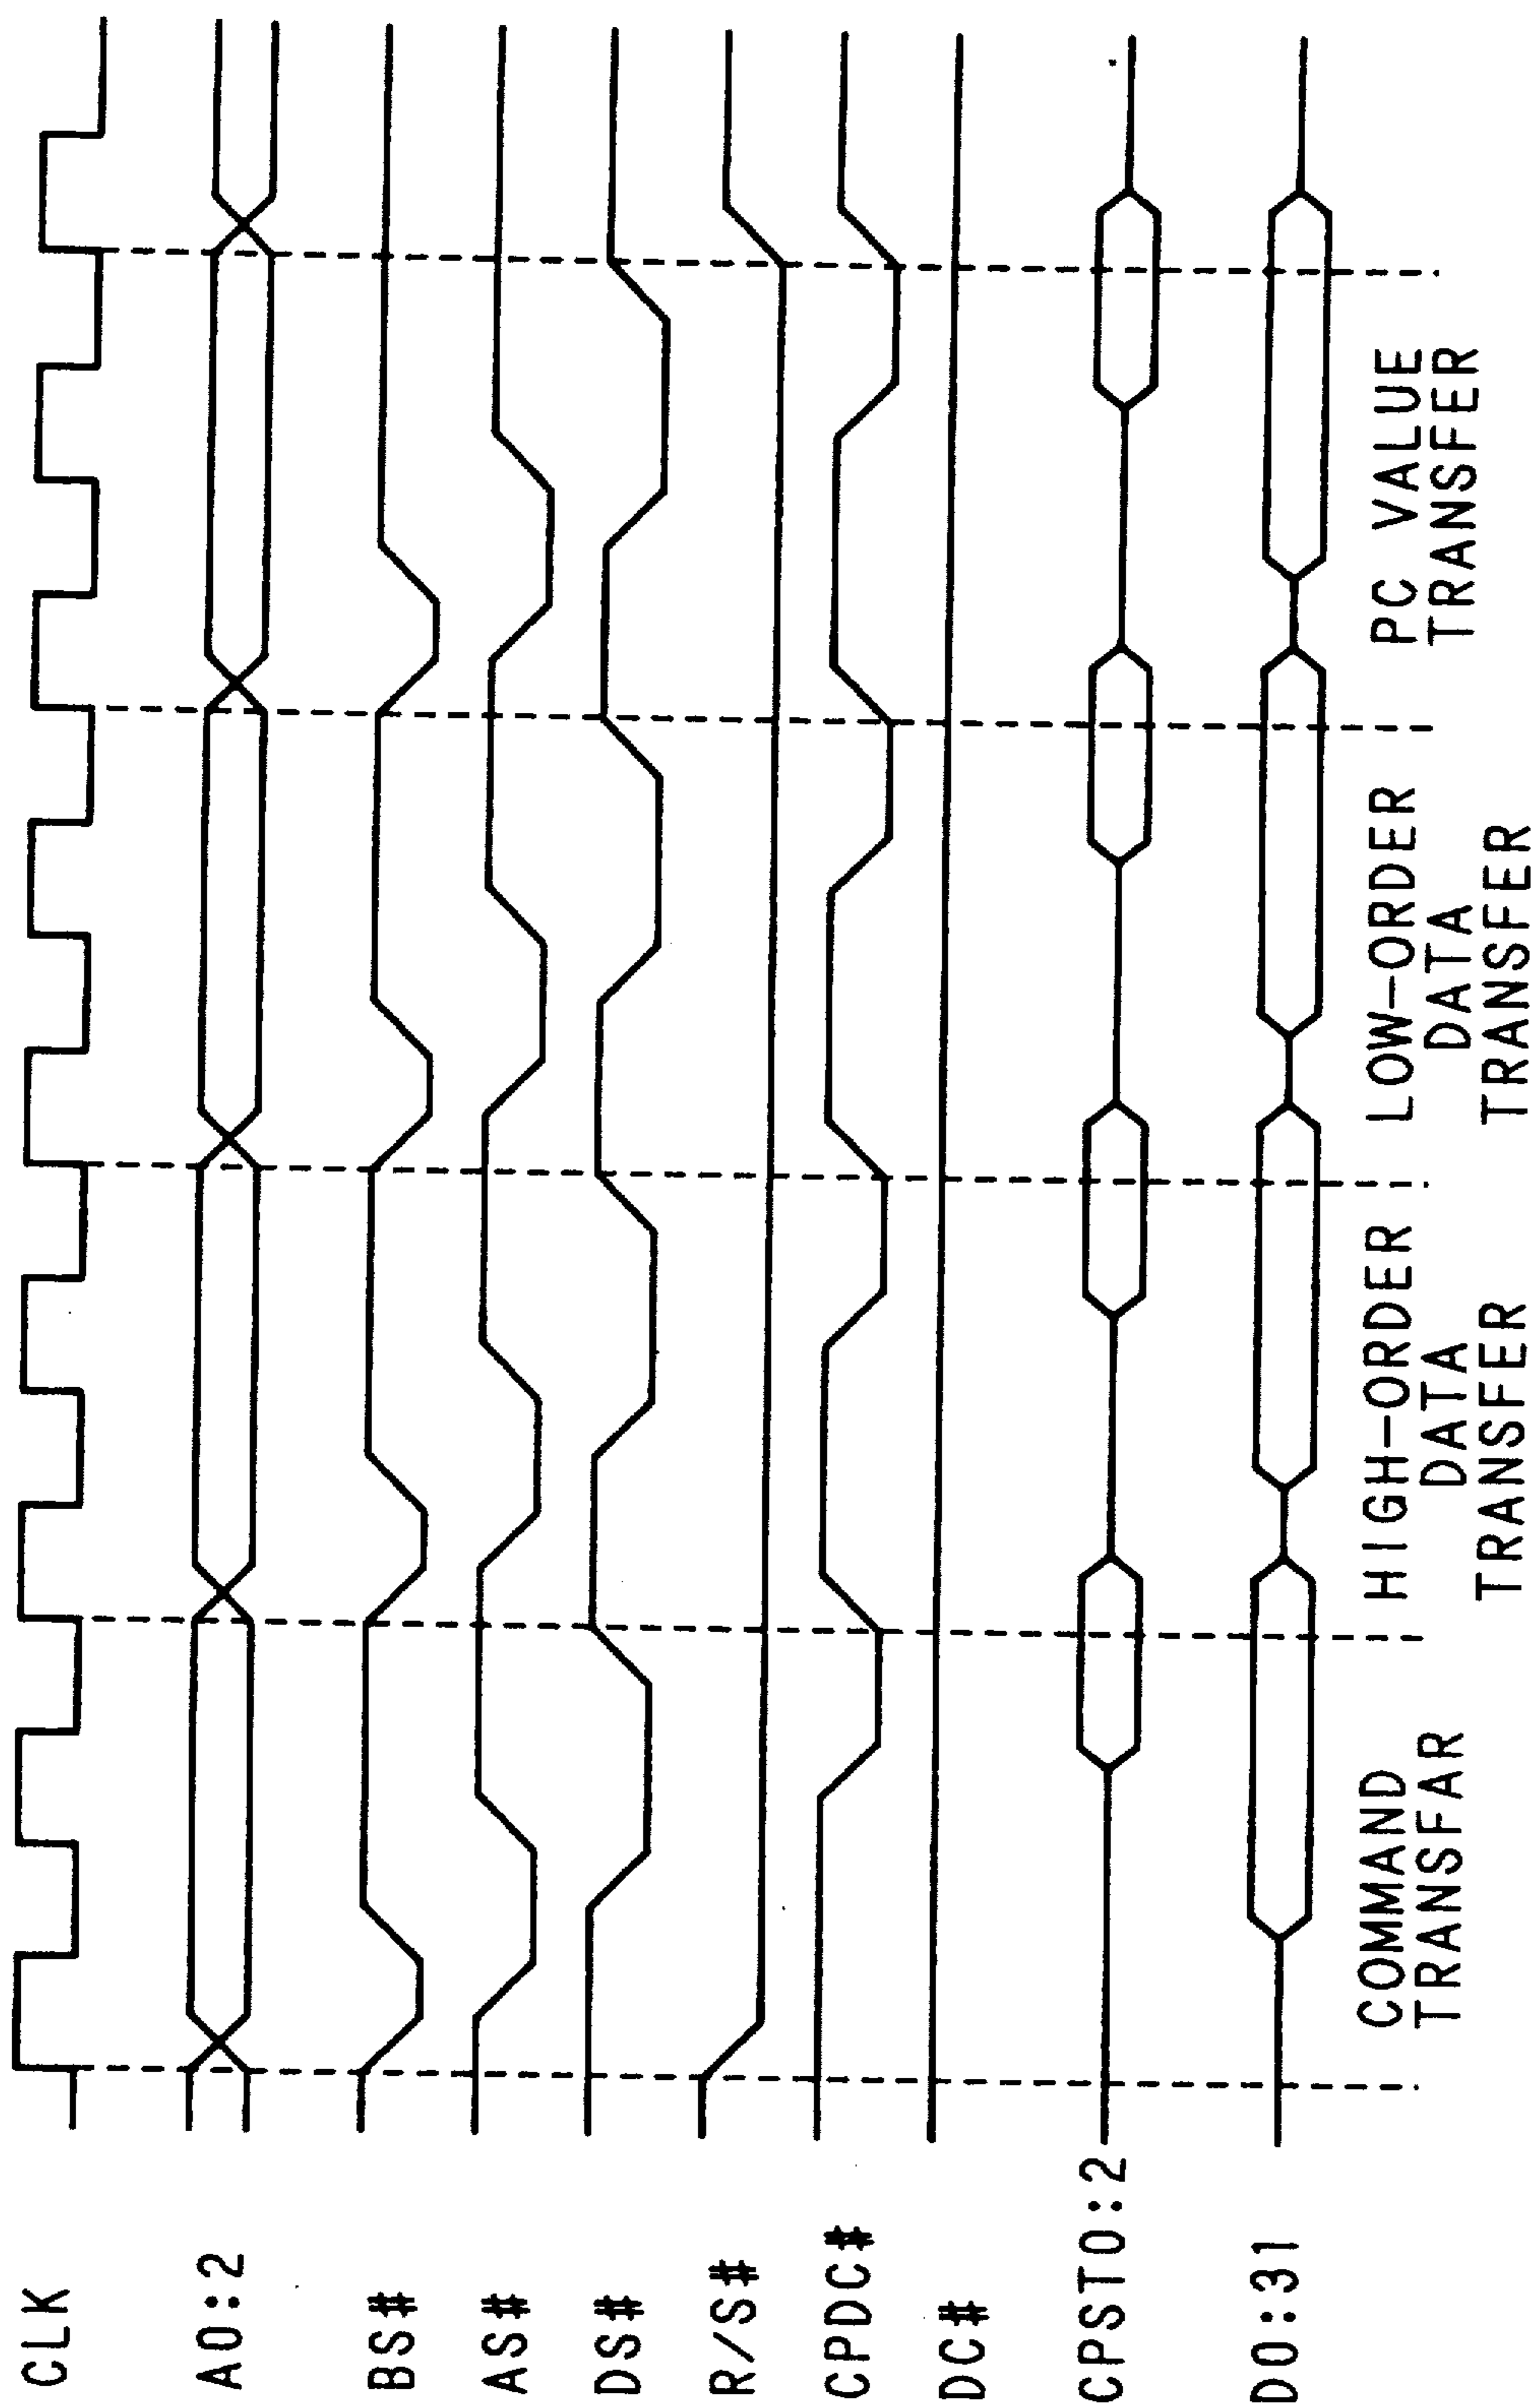 CLK
A0:2
BS#
AS#
DS#
R/S#
CPDC#
DC#
CPST0:2
D0:31
COMMAND
TRANSFAR
HIGH-ORDER
DATA
TRANSFER
LOW-ORDER
DATA
TRANSFER
PC VALUE
TRANSFER